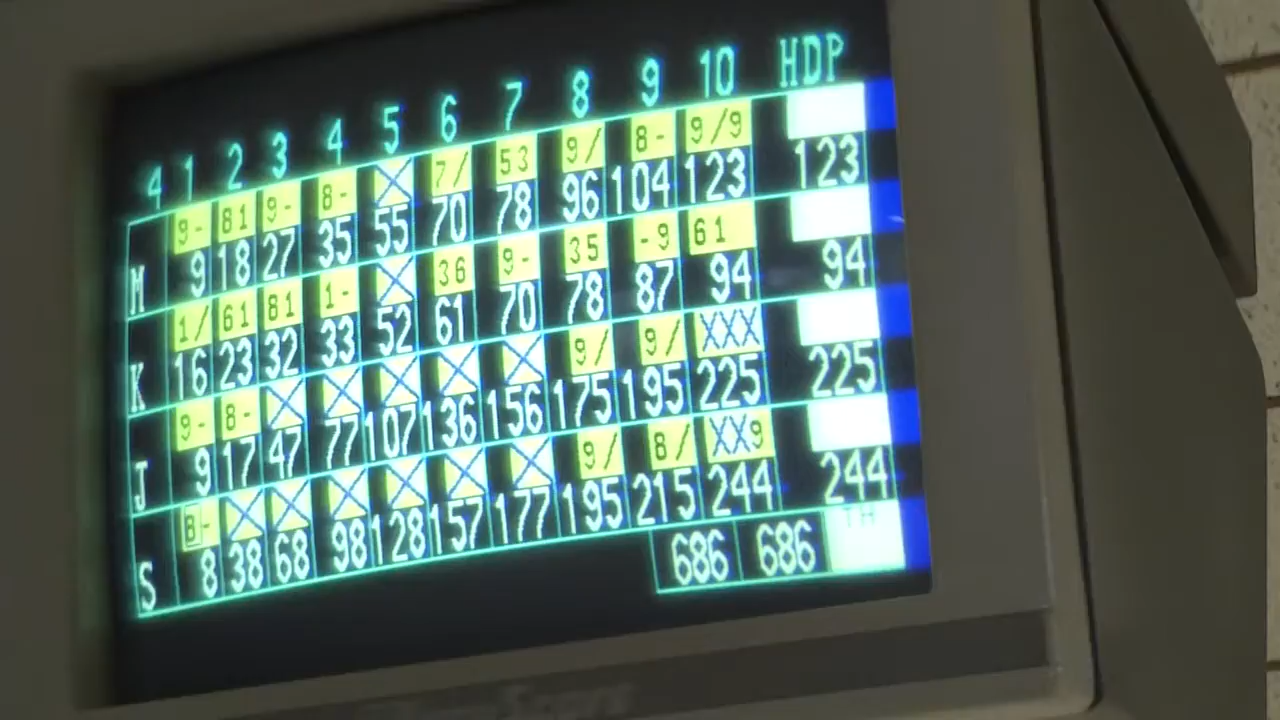 4 1 2 3 4 5 6 7 8 9 10 HDP
9- 81 9- 8- X 7/ 53 9/ 8- 9/9
M 9 18 27 35 55 70 78 96 104 123 123
1/ 61 81 1- X 36 9- 35 -9 61
K 16 23 32 33 52 61 70 78 87 94 94
9- 8- X X X X X 9/ 9/ XXX
J 9 17 47 77 107 136 156 175 195 225 225
8- X X X X X X 9/ 8/ XX9
S 8 38 68 98 128 157 177 195 215 244 244
686 686 TH